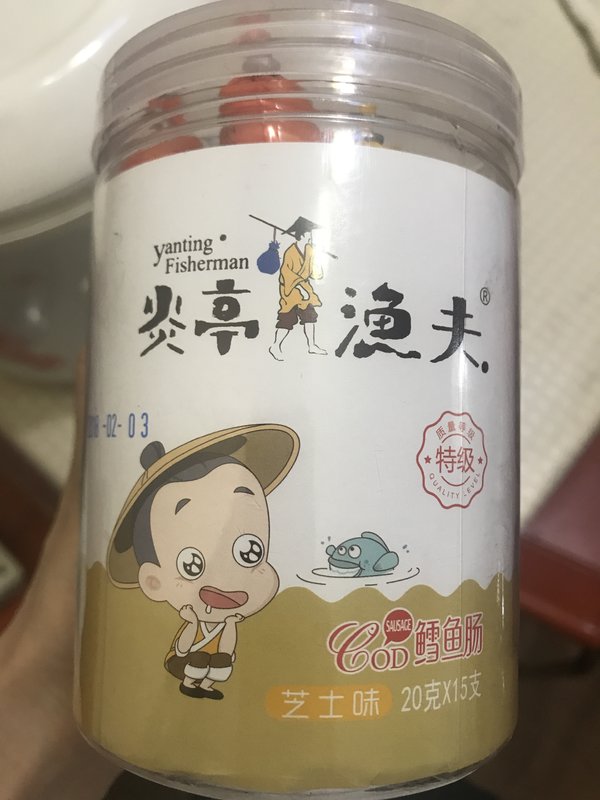 yanting
Fisherman
炎亭渔夫®
-02-03
质量等级
特级
QUALITY LEVEL
SAUSAGE
COD鳕鱼肠
芝士味 20克X15支